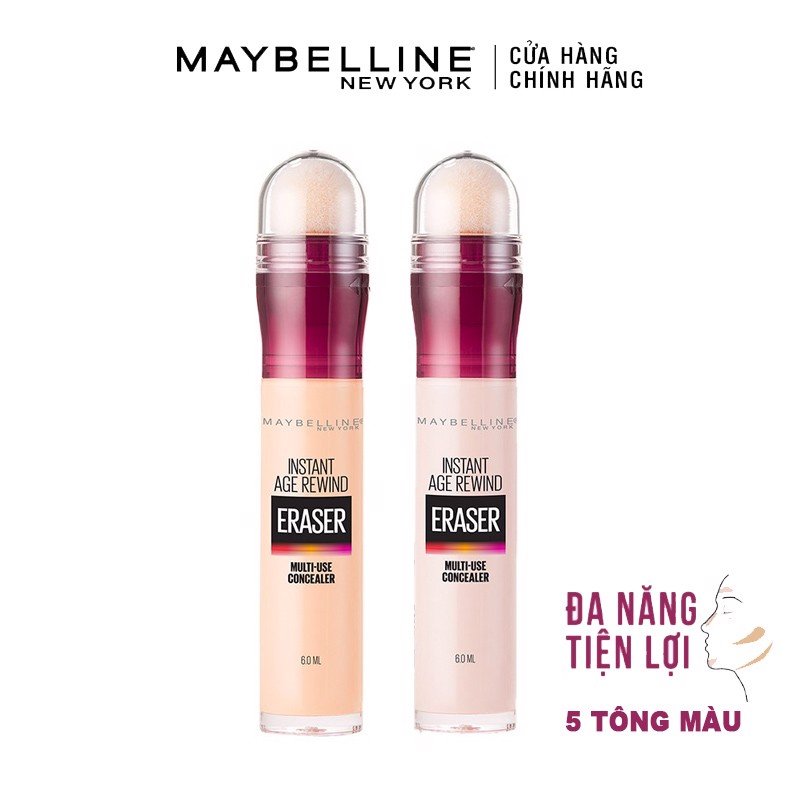 MAYBELLINE
NEW YORK
CỬA HÀNG
CHÍNH HÃNG
MAYBELLINE
NEW YORK
INSTANT
AGE REWIND
ERASER
MULTI-USE
CONCEALER
6.0 ML
MAYBELLINE
NEW YORK
INSTANT
AGE REWIND
ERASER
MULTI-USE
CONCEALER
6.0 ML
ĐA NĂNG
TIỆN LỢI
5 TÔNG MÀU